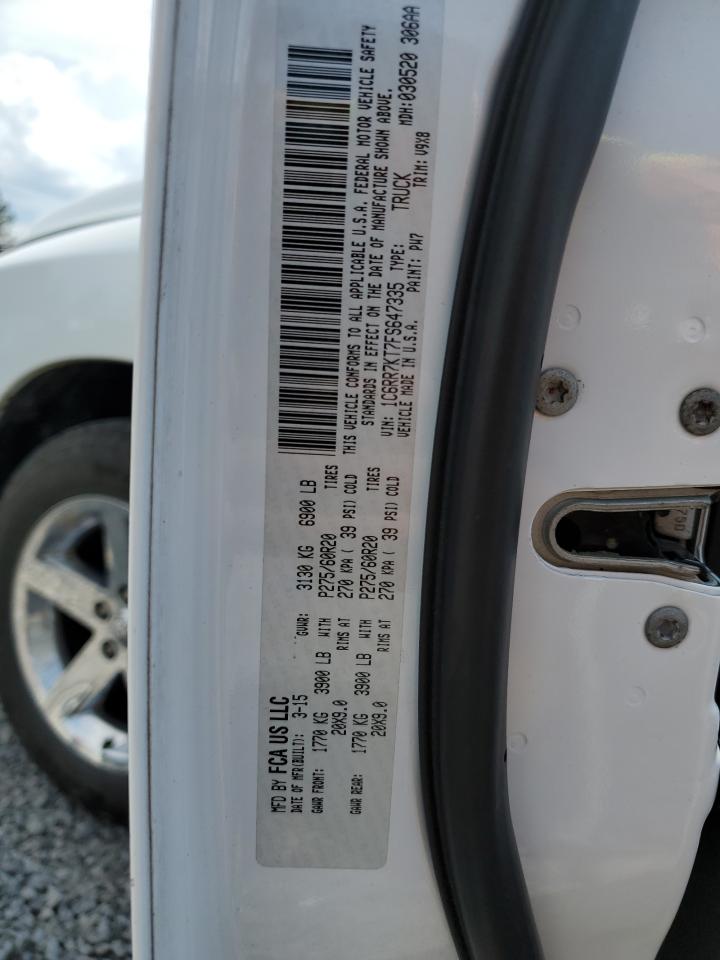 MFD BY FCA US LLC
DATE OF MFR(BUILT): 3-15 GVWR: 3130 KG 6900 LB
GAWR FRONT: 1770 KG 3900 LB WITH P275/60R20 TIRES
20X9.0 RIMS AT 270 KPA ( 39 PSI) COLD
GAWR REAR: 1770 KG 3900 LB WITH P275/60R20 TIRES
20X9.0 RIMS AT 270 KPA ( 39 PSI) COLD
THIS VEHICLE CONFORMS TO ALL APPLICABLE U.S.A. FEDERAL MOTOR VEHICLE SAFETY
STANDARDS IN EFFECT ON THE DATE OF MANUFACTURE SHOWN ABOVE.
VIN: 1C6RR7KT7FS647335 TYPE: TRUCK MDH:030520 306AA
VEHICLE MADE IN U.S.A. PAINT: PW7 TRIM: V9X8